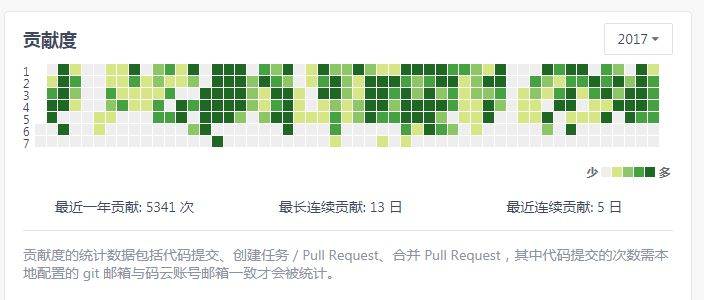 贡献度
2017
1
2
3
4
5
6
7
少 多
最近一年贡献: 5341 次 最长连续贡献: 13 日 最近连续贡献: 5 日
贡献度的统计数据包括代码提交、创建任务 / Pull Request、合并 Pull Request，其中代码提交的次数需本
地配置的 git 邮箱与码云账号邮箱一致才会被统计。